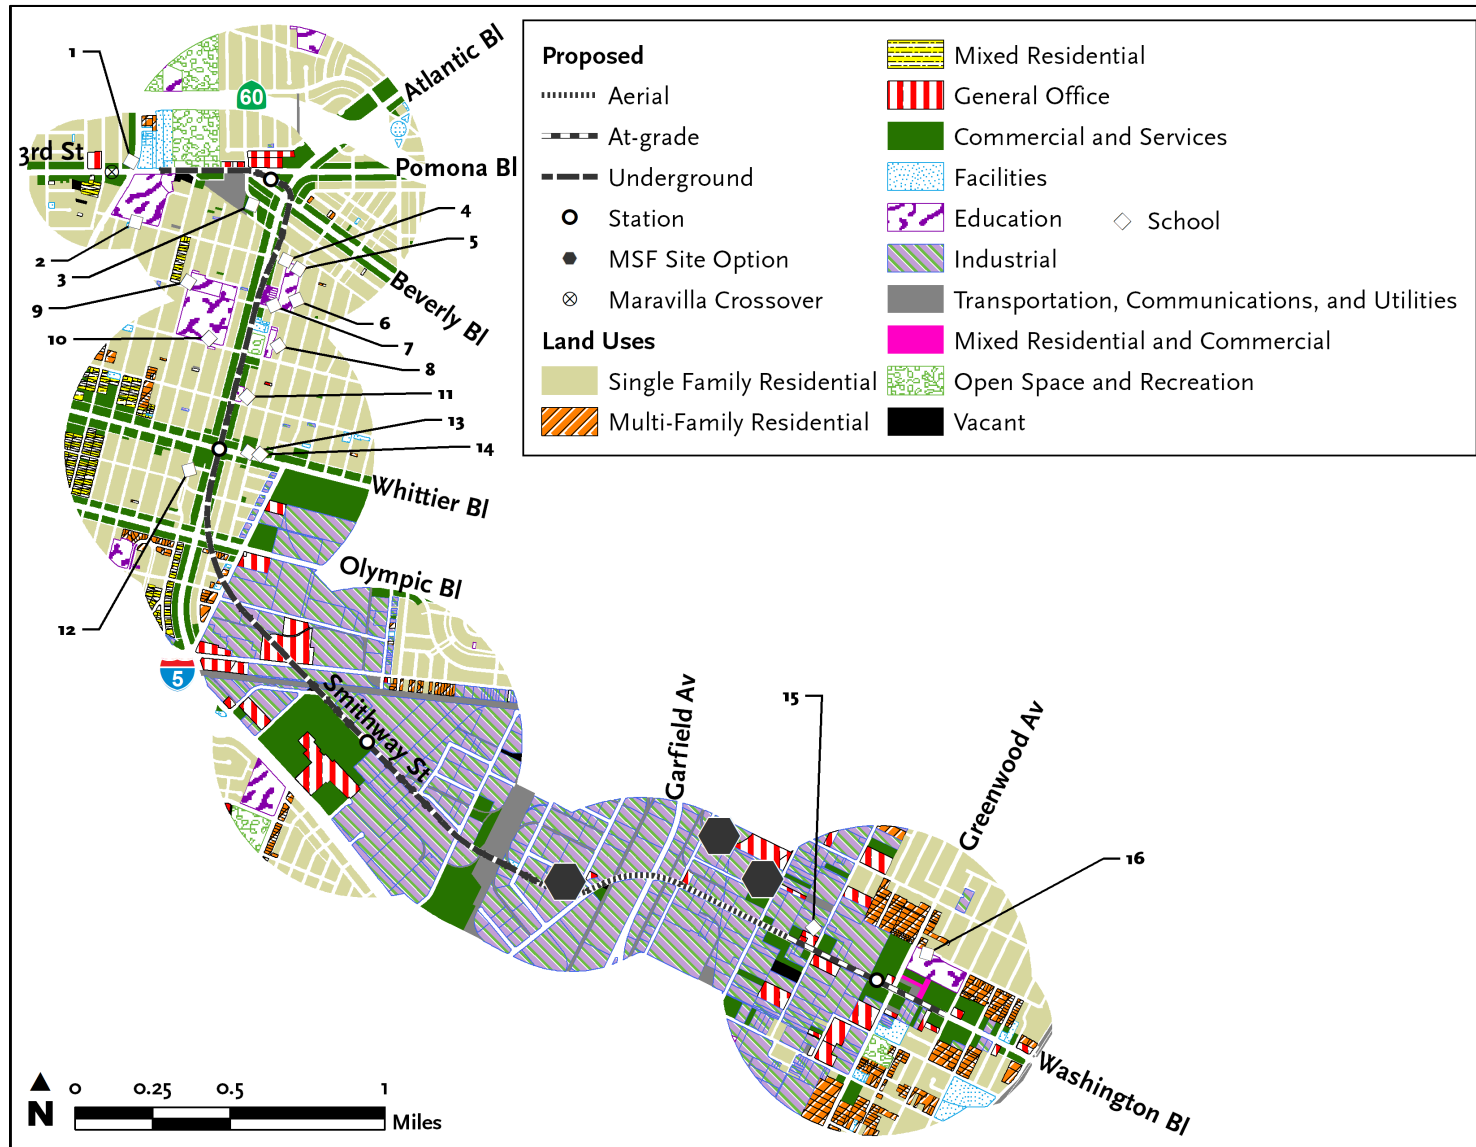 Proposed
Aerial
At-grade
Underground
Station
MSF Site Option
Maravilla Crossover
Land Uses
Single Family Residential
Multi-Family Residential
Mixed Residential
General Office
Commercial and Services
Facilities
Education
School
Industrial
Transportation, Communications, and Utilities
Mixed Residential and Commercial
Open Space and Recreation
Vacant
1
Atlantic Bl
60
3rd St
Pomona Bl
2
3
4
5
9
Beverly Bl
6
10
7
8
11
13
14
Whittier Bl
Olympic Bl
12
5
Smithway St
Garfield Av
15
Greenwood Av
16
Washington Bl
N
0 0.25 0.5 1
Miles